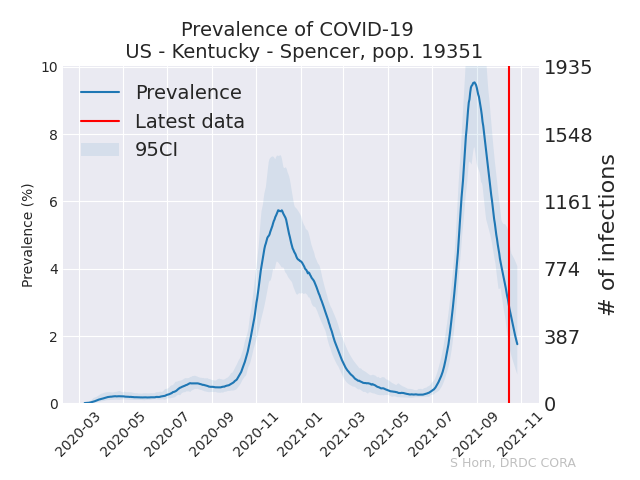 Prevalence of COVID-19
US - Kentucky - Spencer, pop. 19351
Prevalence
Latest data
95CI
Prevalence (%)
10
8
6
4
2
0
1935
1548
1161
774
387
0
# of infections
2020-03
2020-05
2020-07
2020-09
2020-11
2021-01
2021-03
2021-05
2021-07
2021-09
2021-11
S Horn, DRDC CORA